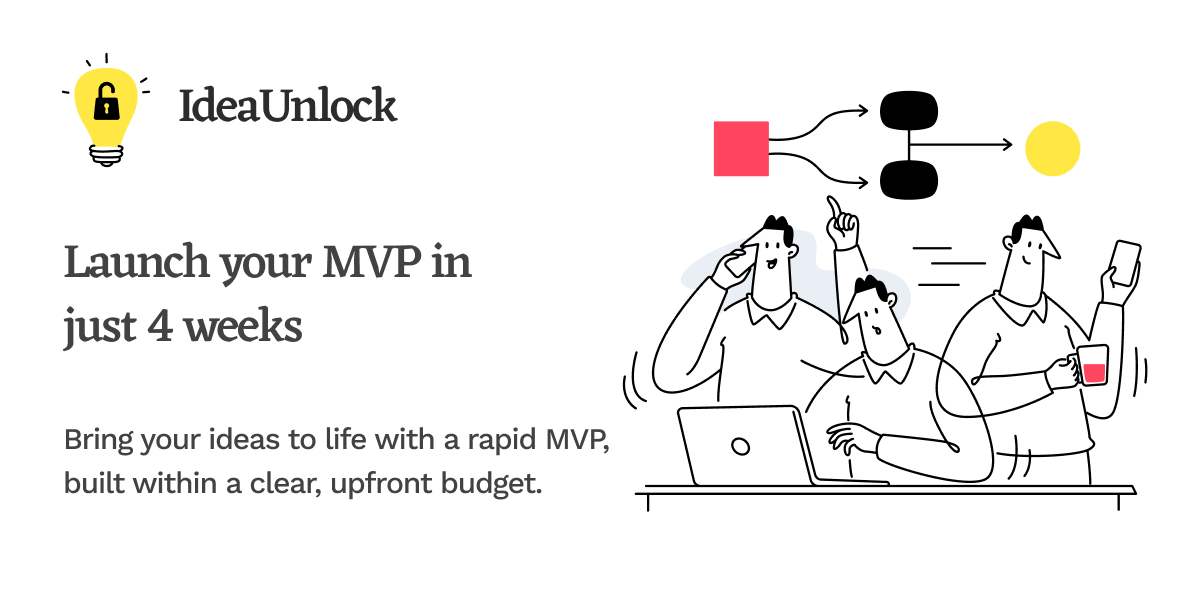 IdeaUnlock
Launch your MVP in
just 4 weeks
Bring your ideas to life with a rapid MVP,
built within a clear, upfront budget.